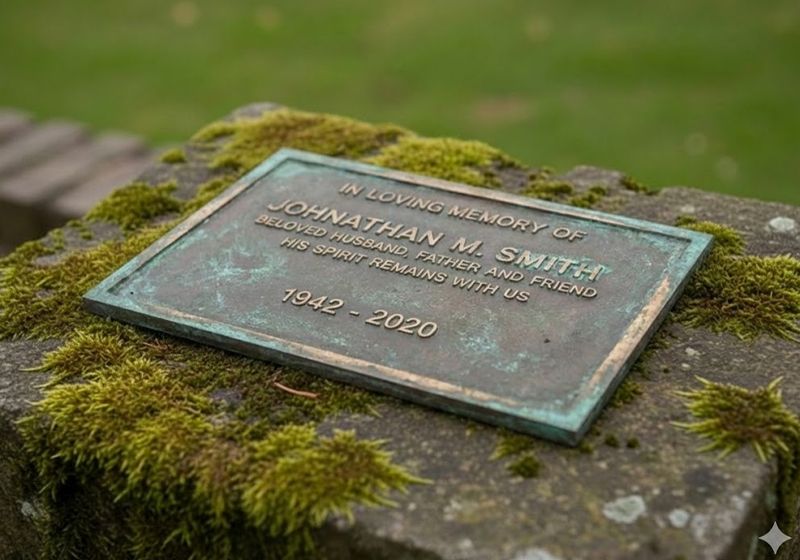 IN LOVING MEMORY OF
JOHNATHAN M. SMITH
BELOVED HUSBAND, FATHER AND FRIEND
HIS SPIRIT REMAINS WITH US
1942 - 2020